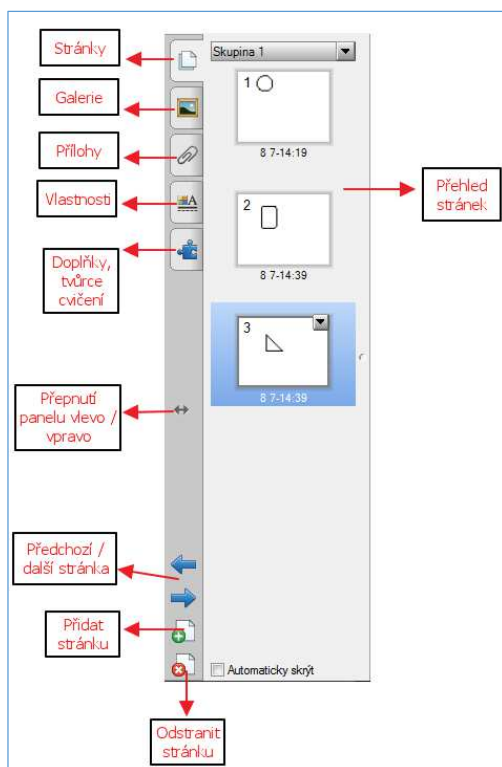 Stránky
Galerie
Přílohy
Vlastnosti
Doplňky,
tvůrce
cvičení
Přepnutí
panelu vlevo /
vpravo
Předchozí /
další stránka
Přidat
stránku
Odstranit
stránku
Skupina 1
1
8 7-14:19
2
8 7-14:39
3
8 7-14:39
Automaticky skrýt
Přehled
stránek